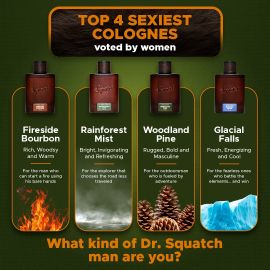 TOP 4 SEXIEST
COLOGNES
voted by women
Fireside
Bourbon
Rich, Woodsy
and Warm
For the man who
can start a fire using
his bare hands
Rainforest
Mist
Bright, Invigorating
and Refreshing
For the explorer that
chooses the road less
traveled
Woodland
Pine
Rugged, Bold and
Masculine
For the outdoorsman
who is fueled by
adventure
Glacial
Falls
Fresh, Energizing
and Cool
For the fearless ones
who battle the
elements... and win
What kind of Dr. Squatch
man are you?